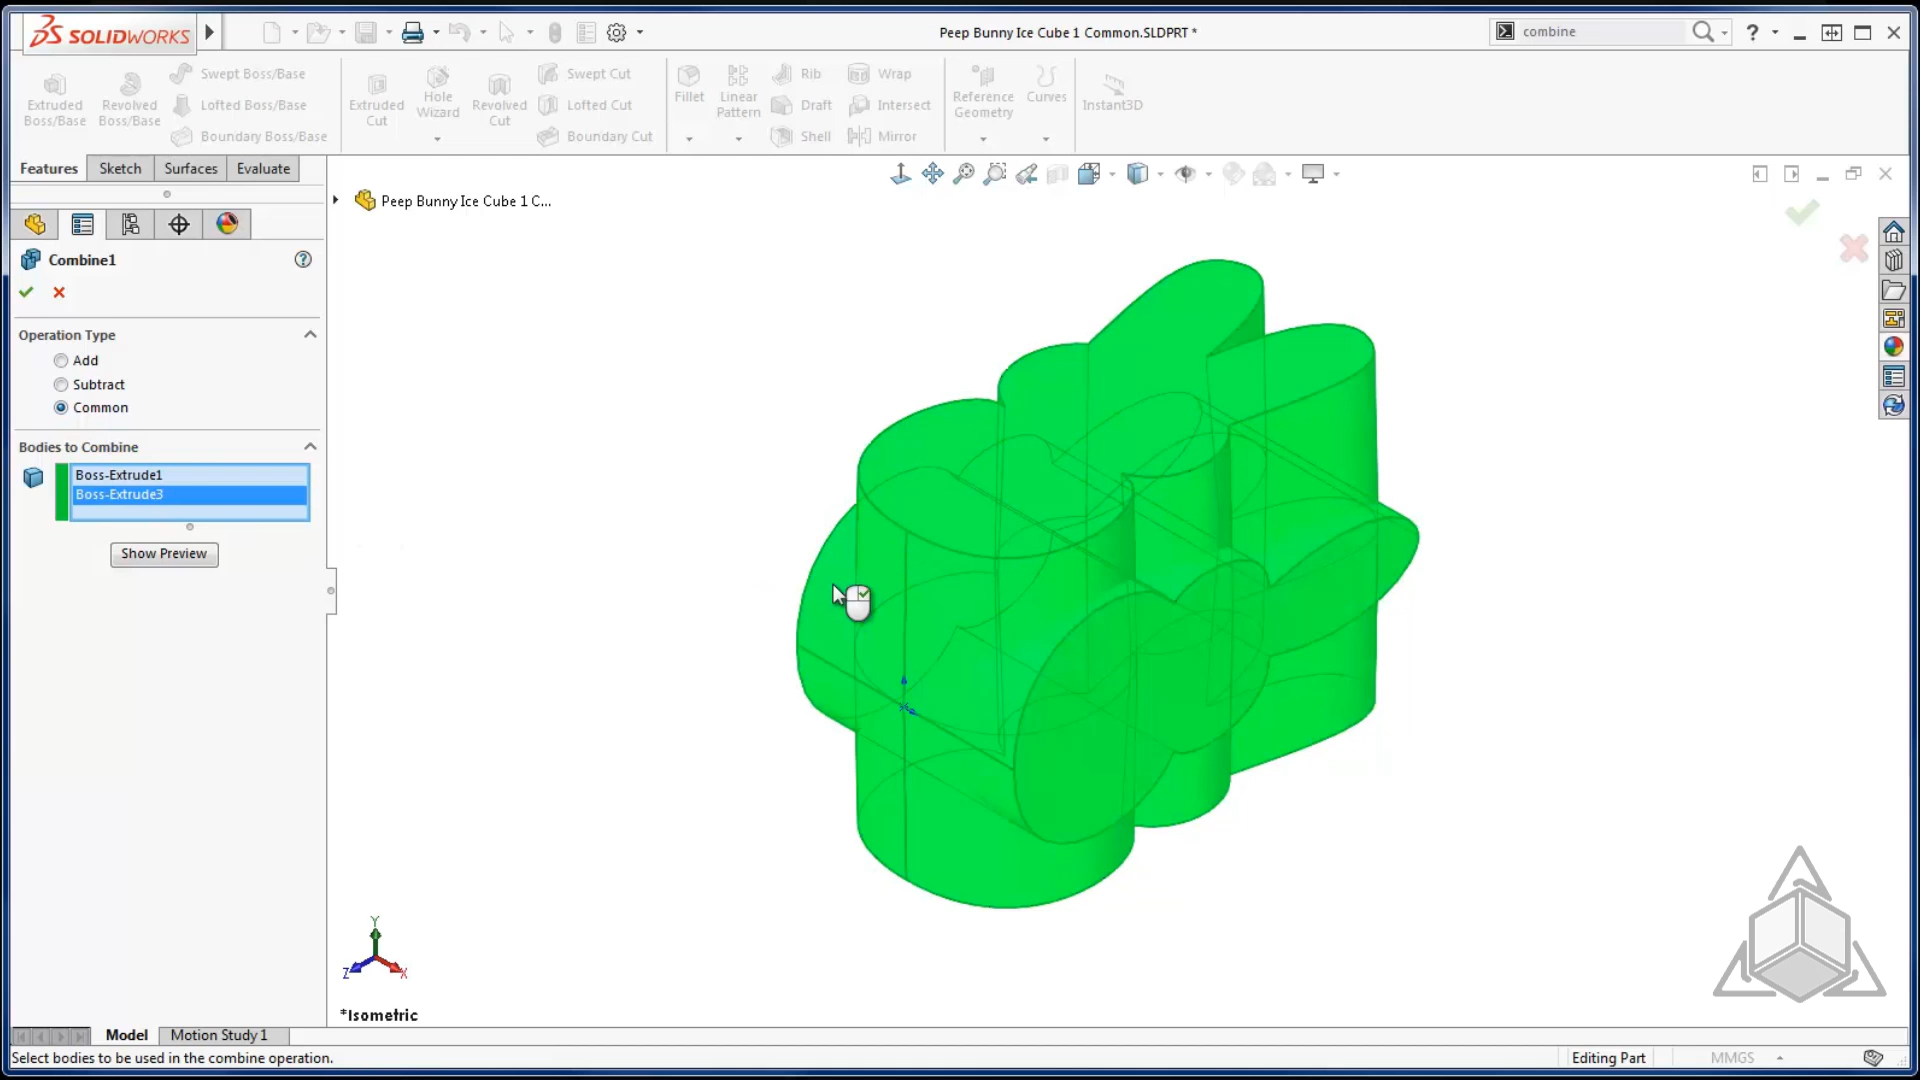 SOLIDWORKS
Peep Bunny Ice Cube 1 Common.SLDPRT *
combine
Extruded Boss/Base
Revolved Boss/Base
Swept Boss/Base
Lofted Boss/Base
Boundary Boss/Base
Extruded Cut
Hole Wizard
Revolved Cut
Swept Cut
Lofted Cut
Boundary Cut
Fillet
Linear Pattern
Rib
Draft
Shell
Wrap
Intersect
Mirror
Reference Geometry
Curves
Instant3D
Features
Sketch
Surfaces
Evaluate
Peep Bunny Ice Cube 1 C...
Combine1
Operation Type
Add
Subtract
Common
Bodies to Combine
Boss-Extrude1
Boss-Extrude3
Show Preview
Y
Z
X
*Isometric
Model
Motion Study 1
Select bodies to be used in the combine operation.
Editing Part
MMGS